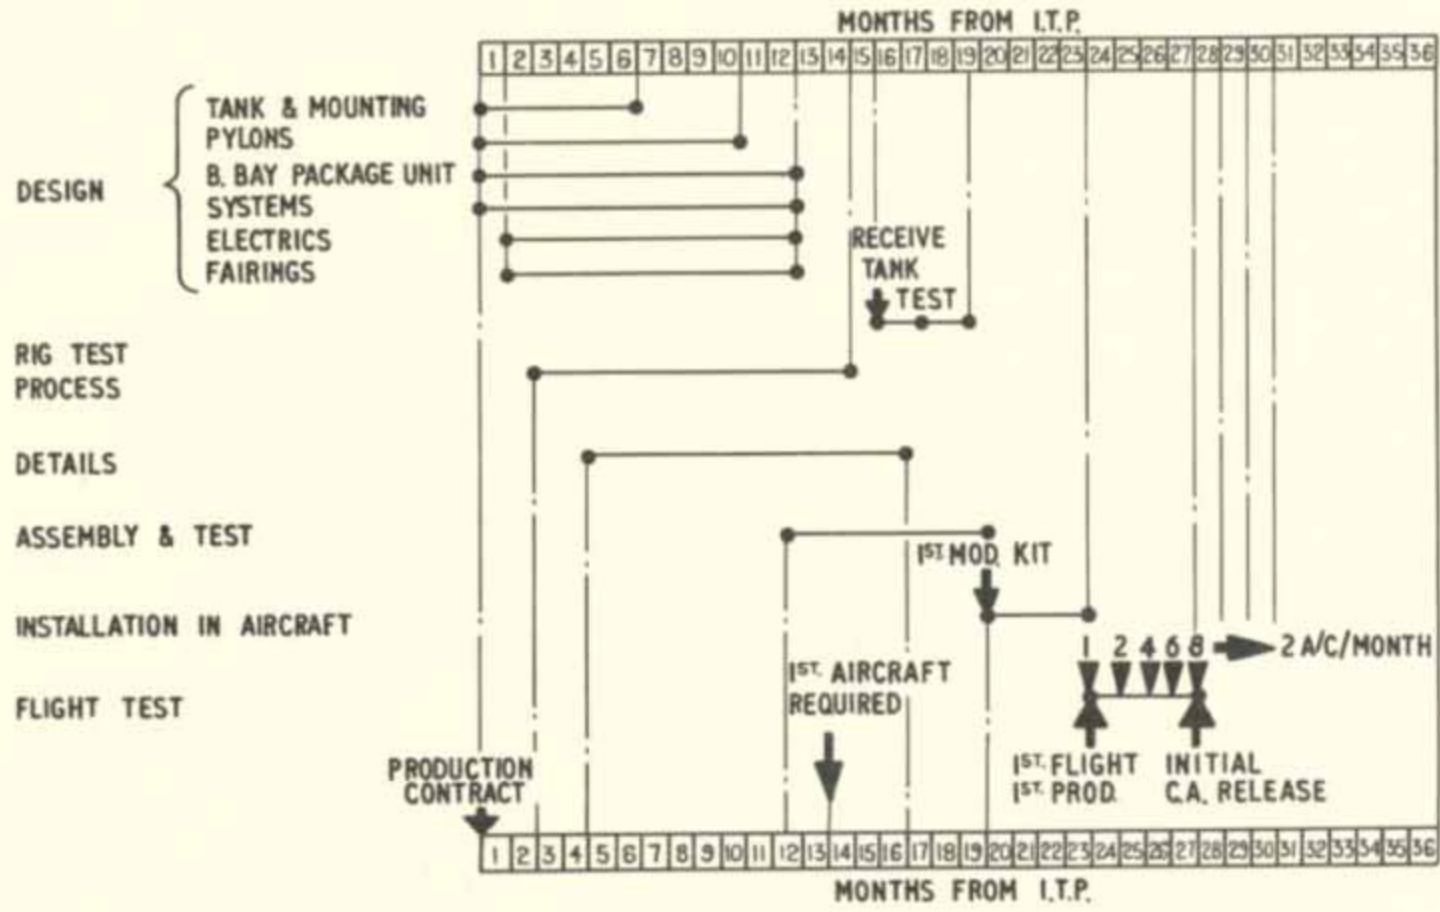 MONTHS FROM I.T.P.
1 2 3 4 5 6 7 8 9 10 11 12 13 14 15 16 17 18 19 20 21 22 23 24 25 26 27 28 29 30 31 32 33 34 35 36
DESIGN
TANK & MOUNTING
PYLONS
B. BAY PACKAGE UNIT
SYSTEMS
ELECTRICS
FAIRINGS
RECEIVE
TANK
TEST
RIG TEST
PROCESS
DETAILS
ASSEMBLY & TEST
1ST. MOD. KIT
INSTALLATION IN AIRCRAFT
1 2 4 6 8 2 A/C/MONTH
1ST. AIRCRAFT
REQUIRED
FLIGHT TEST
1ST. FLIGHT
1ST. PROD.
INITIAL
C.A. RELEASE
PRODUCTION
CONTRACT
1 2 3 4 5 6 7 8 9 10 11 12 13 14 15 16 17 18 19 20 21 22 23 24 25 26 27 28 29 30 31 32 33 34 35 36
MONTHS FROM I.T.P.